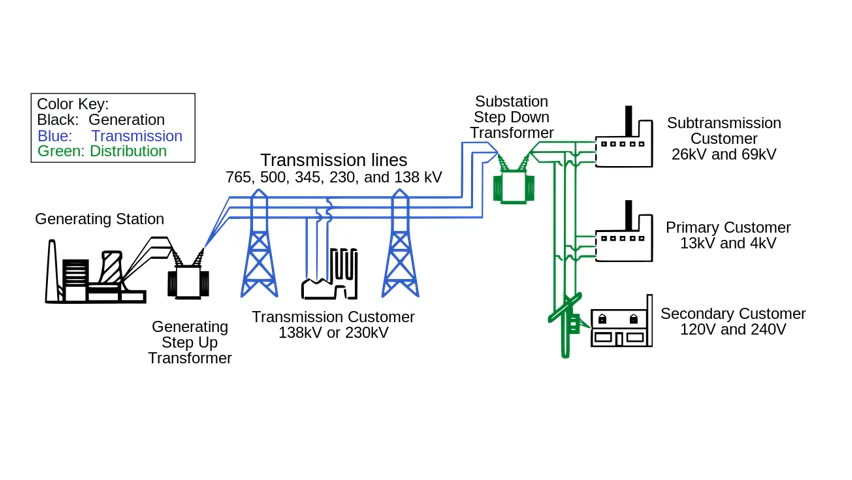 Color Key:
Black: Generation
Blue: Transmission
Green: Distribution
Substation
Step Down
Transformer
Subtransmission
Customer
26kV and 69kV
Transmission lines
765, 500, 345, 230, and 138 kV
Generating Station
Primary Customer
13kV and 4kV
Transmission Customer
138kV or 230kV
Generating
Step Up
Transformer
Secondary Customer
120V and 240V